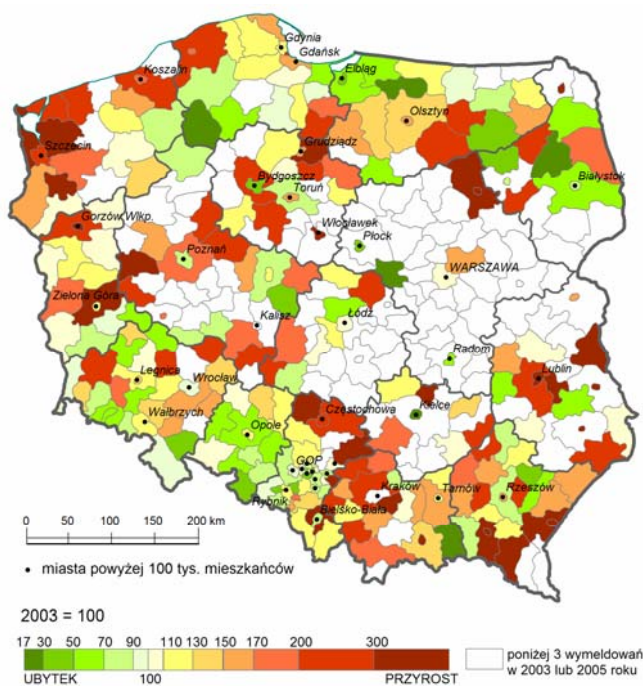 Gdynia
Gdańsk
Koszalin
Elbląg
Olsztyn
Szczecin
Grudziądz
Bydgoszcz
Toruń
Białystok
Gorzów Wlkp.
Włocławek
Płock
Poznań
WARSZAWA
Zielona Góra
Kalisz
Łódź
Radom
Legnica
Wrocław
Lublin
Wałbrzych
Opole
Częstochowa
Kielce
GOP
Rybnik
Kraków
Tarnów
Rzeszów
Bielsko-Biała
0 50 100 150 200 km
• miasta powyżej 100 tys. mieszkańców
2003 = 100
17 30 50 70 90 110 130 150 170 200 300
UBYTEK 100 PRZYROST
poniżej 3 wymeldowań
w 2003 lub 2005 roku